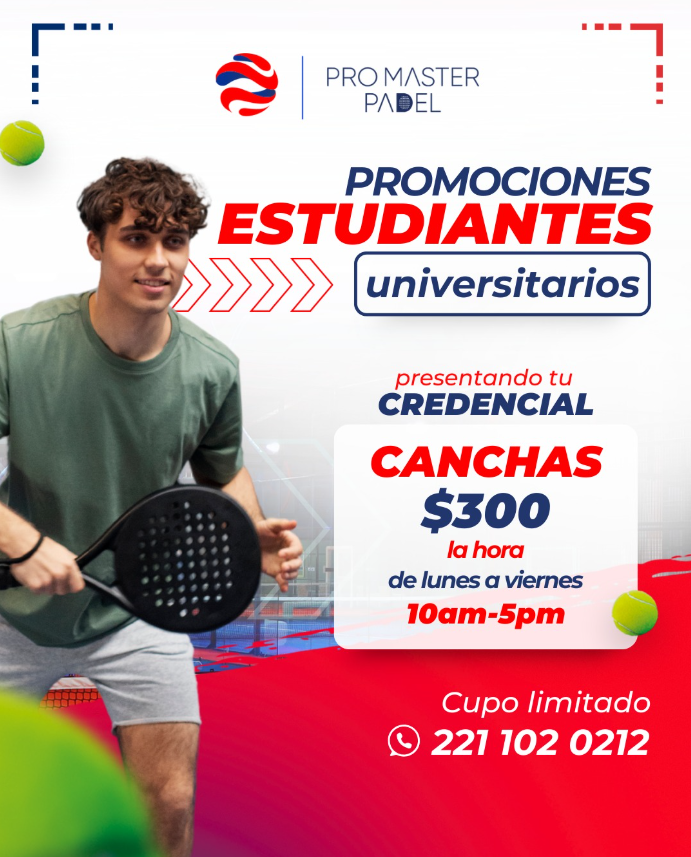 PRO MASTER
PADEL
PROMOCIONES
ESTUDIANTES
universitarios
presentando tu
CREDENCIAL
CANCHAS
$300
la hora
de lunes a viernes
10am-5pm
Cupo limitado
221 102 0212